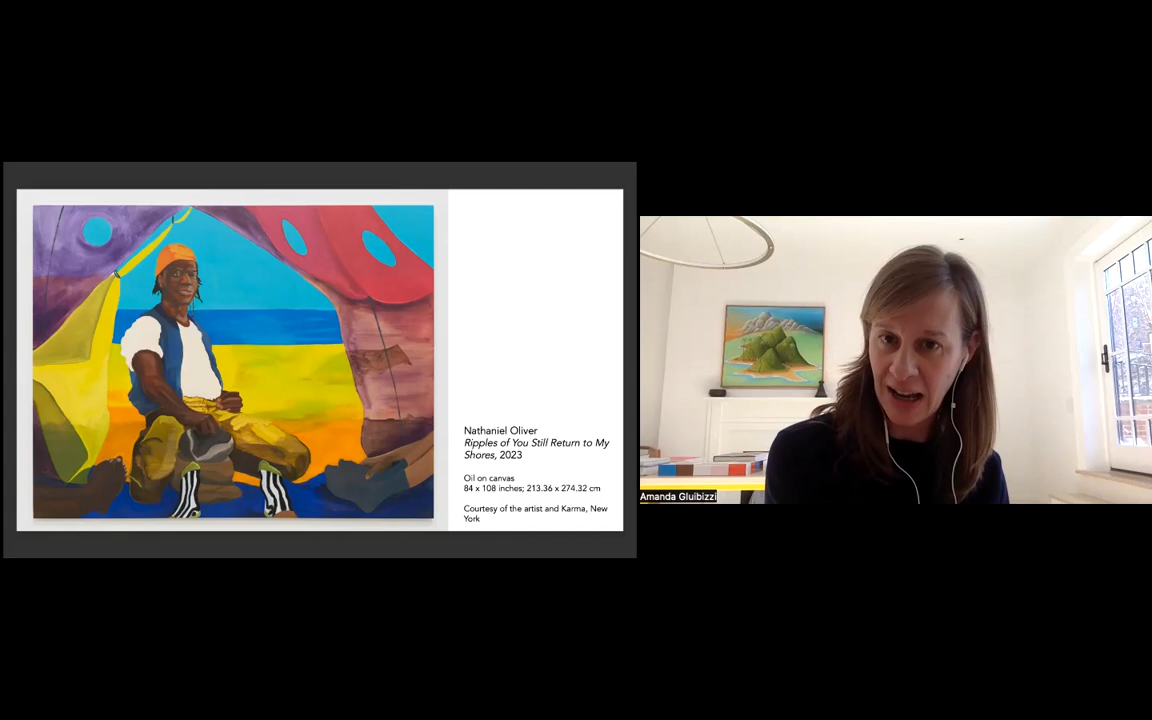 Nathaniel Oliver
Ripples of You Still Return to My
Shores, 2023
Oil on canvas
84 x 108 inches; 213.36 x 274.32 cm
Courtesy of the artist and Karma, New
York
Amanda Gluibizzi